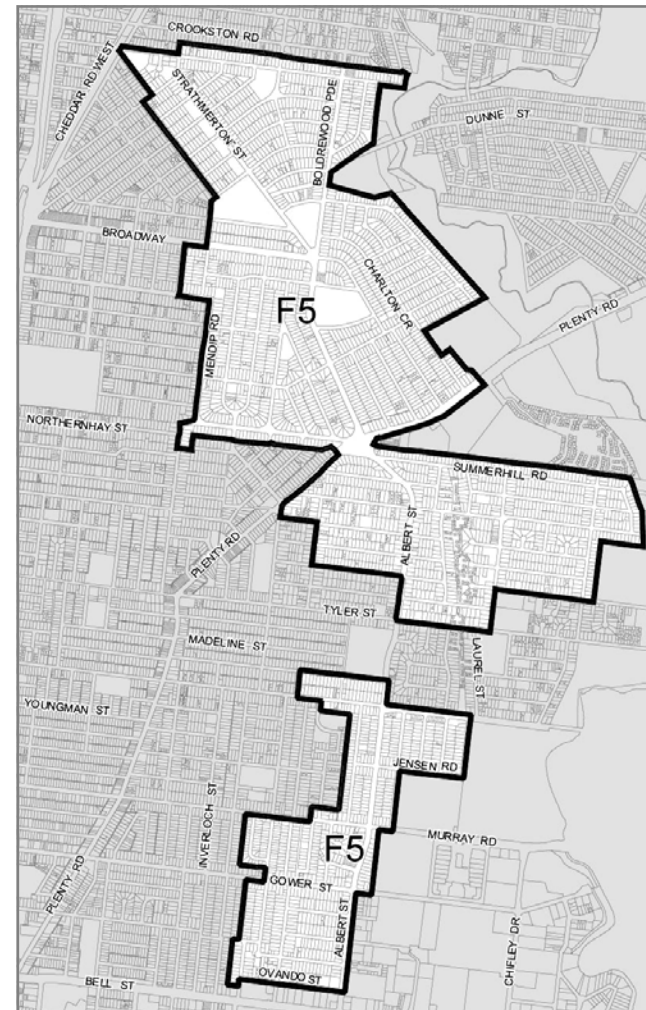 CROOKSTON RD
CHEDDAR RD WEST
STRATHMERTON ST
BOLDREWOOD PDE
DUNNE ST
BROADWAY
CHARLTON CR
F5
PLENTY RD
MENDIP RD
NORTHERNHAY ST
SUMMERHILL RD
ALBERT ST
PLENTY RD
TYLER ST
MADELINE ST
LAUREL ST
YOUNGMAN ST
JENSEN RD
INVERLOCH ST
MURRAY RD
F5
PLENTY RD
GOWER ST
ALBERT ST
CHIFLEY DR
OVANDO ST
BELL ST